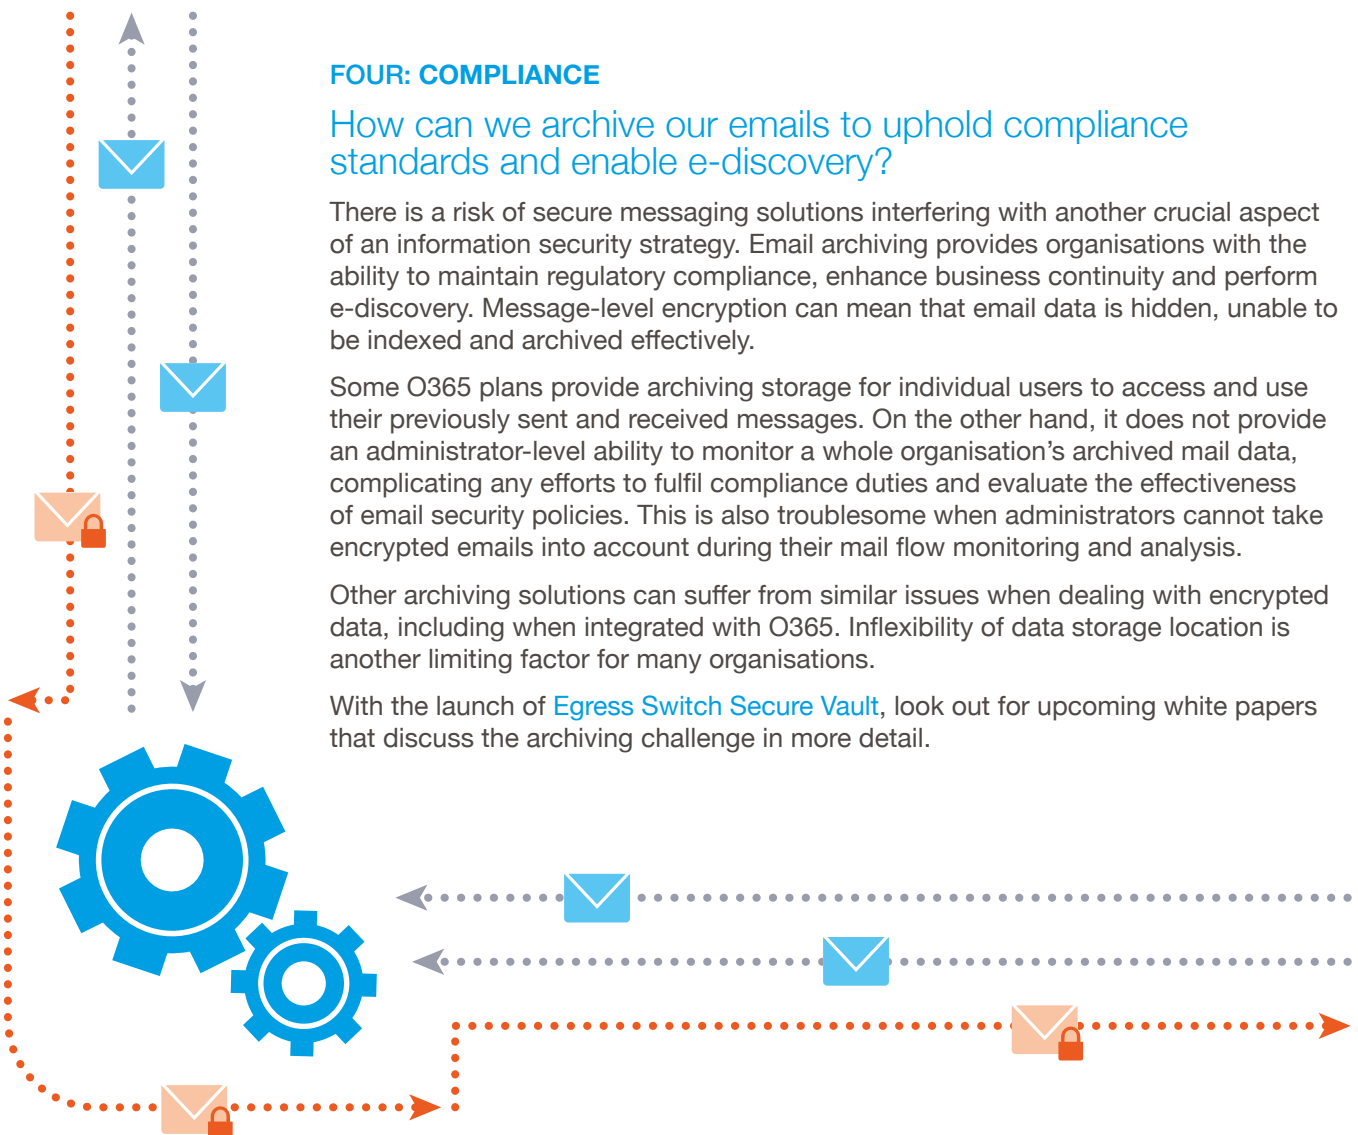 FOUR: COMPLIANCE
How can we archive our emails to uphold compliance
standards and enable e-discovery?
There is a risk of secure messaging solutions interfering with another crucial aspect
of an information security strategy. Email archiving provides organisations with the
ability to maintain regulatory compliance, enhance business continuity and perform
e-discovery. Message-level encryption can mean that email data is hidden, unable to
be indexed and archived effectively.
Some O365 plans provide archiving storage for individual users to access and use
their previously sent and received messages. On the other hand, it does not provide
an administrator-level ability to monitor a whole organisation’s archived mail data,
complicating any efforts to fulfil compliance duties and evaluate the effectiveness
of email security policies. This is also troublesome when administrators cannot take
encrypted emails into account during their mail flow monitoring and analysis.
Other archiving solutions can suffer from similar issues when dealing with encrypted
data, including when integrated with O365. Inflexibility of data storage location is
another limiting factor for many organisations.
With the launch of Egress Switch Secure Vault, look out for upcoming white papers
that discuss the archiving challenge in more detail.